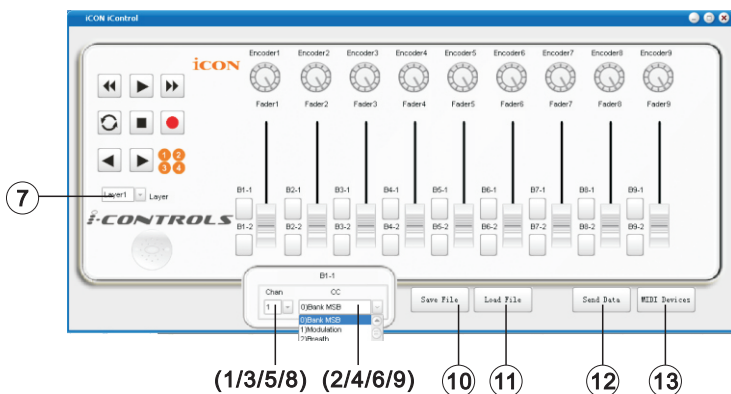 iCON iControl
iCON
Encoder1 Encoder2 Encoder3 Encoder4 Encoder5 Encoder6 Encoder7 Encoder8 Encoder9
Fader1 Fader2 Fader3 Fader4 Fader5 Fader6 Fader7 Fader8 Fader9
1 2
3 4
7
Layer1 Layer
B1-1 B2-1 B3-1 B4-1 B5-1 B6-1 B7-1 B8-1 B9-1
i-CONTROLS
B1-2 B2-2 B3-2 B4-2 B5-2 B6-2 B7-2 B8-2 B9-2
B1-1
Chan CC
1 0)Bank MSB
0)Bank MSB
1)Modulation
2)Breath
Save File Load File Send Data MIDI Devices
(1/3/5/8) (2/4/6/9) 10 11 12 13